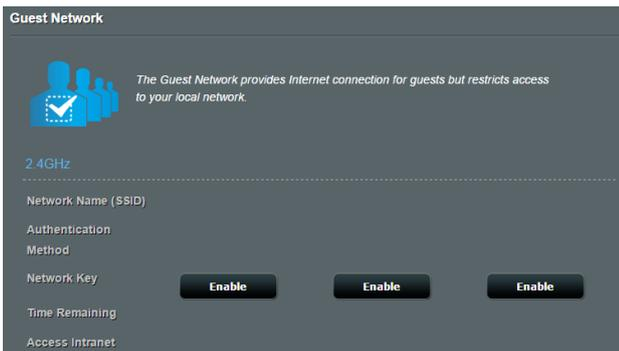 Guest Network
The Guest Network provides Internet connection for guests but restricts access
to your local network.
2.4GHz
Network Name (SSID)
Authentication
Method
Network Key
Enable Enable Enable
Time Remaining
Access Intranet